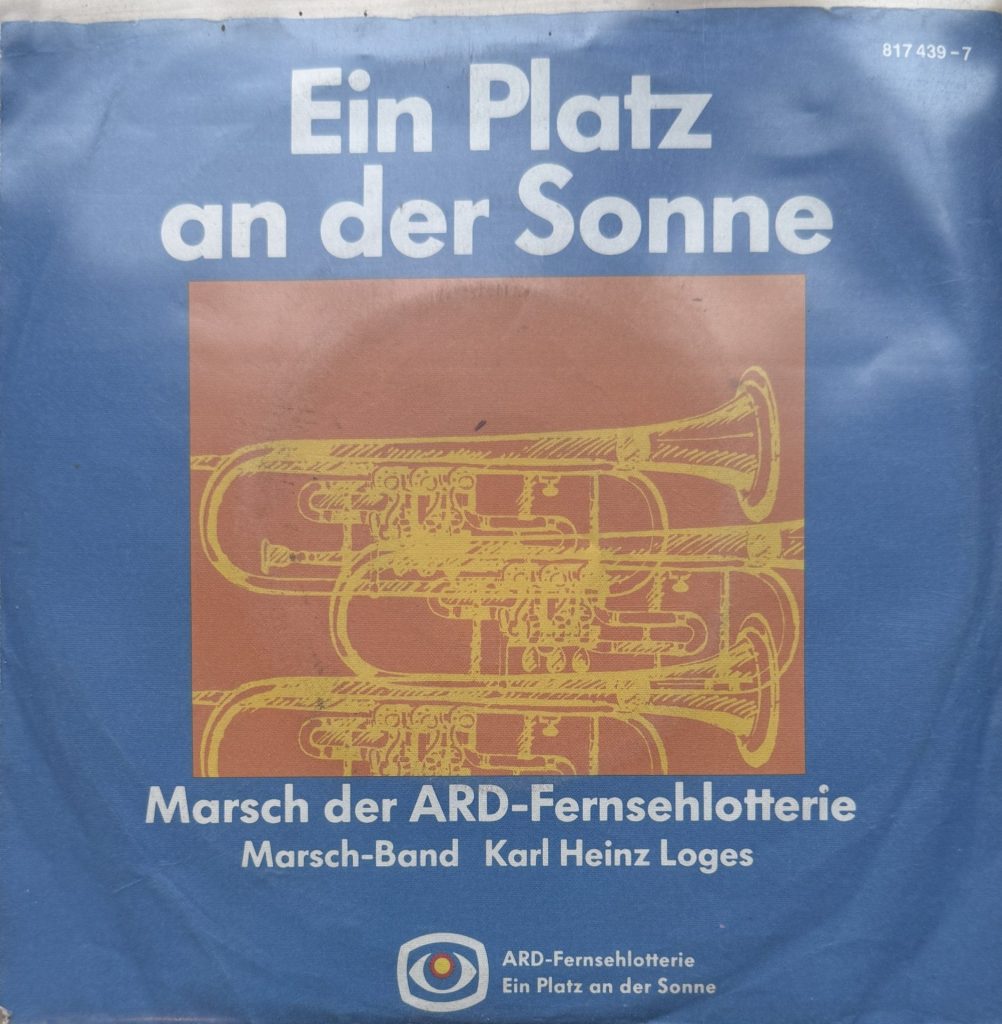 817 439-7
Ein Platz
an der Sonne
Marsch der ARD-Fernsehlotterie
Marsch-Band Karl Heinz Loges
ARD-Fernsehlotterie
Ein Platz an der Sonne